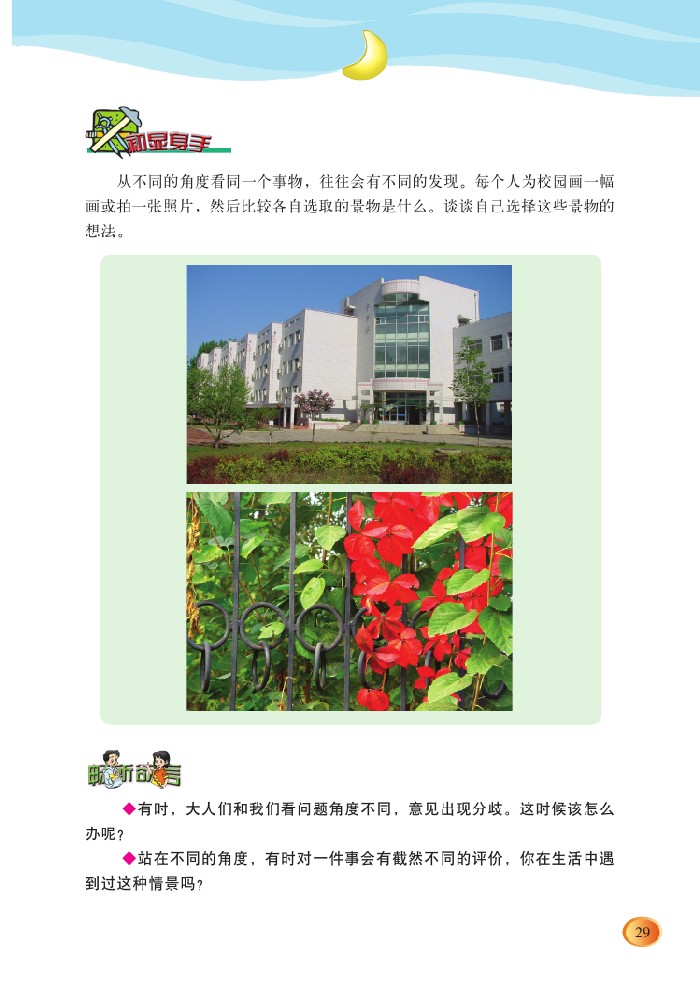 初显身手
从不同的角度看同一个事物，往往会有不同的发现。每个人为校园画一幅
画或拍一张照片，然后比较各自选取的景物是什么。谈谈自己选择这些景物的
想法。
畅所欲言
◆有时，大人们和我们看问题角度不同，意见出现分歧。这时候该怎么
办呢？
◆站在不同的角度，有时对一件事会有截然不同的评价，你在生活中遇
到过这种情景吗？
29